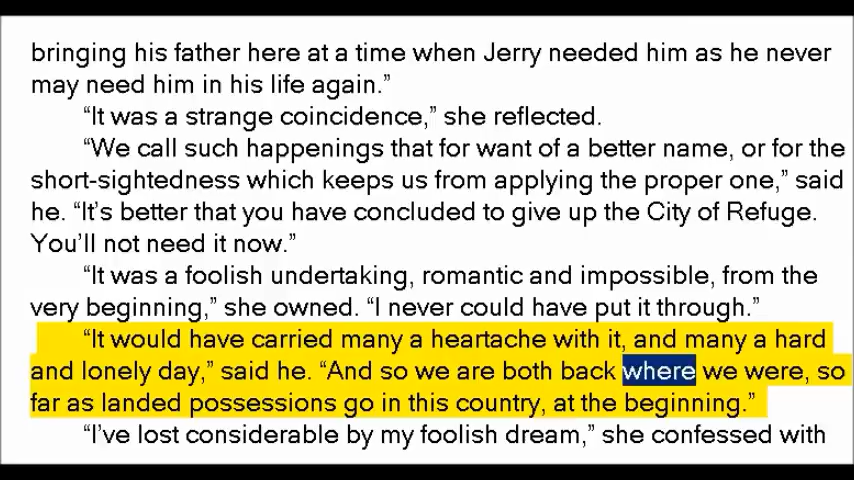 bringing his father here at a time when Jerry needed him as he never
may need him in his life again.”
“It was a strange coincidence,” she reflected.
“We call such happenings that for want of a better name, or for the
short-sightedness which keeps us from applying the proper one,” said
he. “It’s better that you have concluded to give up the City of Refuge.
You’ll not need it now.”
“It was a foolish undertaking, romantic and impossible, from the
very beginning,” she owned. “I never could have put it through.”
“It would have carried many a heartache with it, and many a hard
and lonely day,” said he. “And so we are both back where we were, so
far as landed possessions go in this country, at the beginning.”
“I’ve lost considerable by my foolish dream,” she confessed with